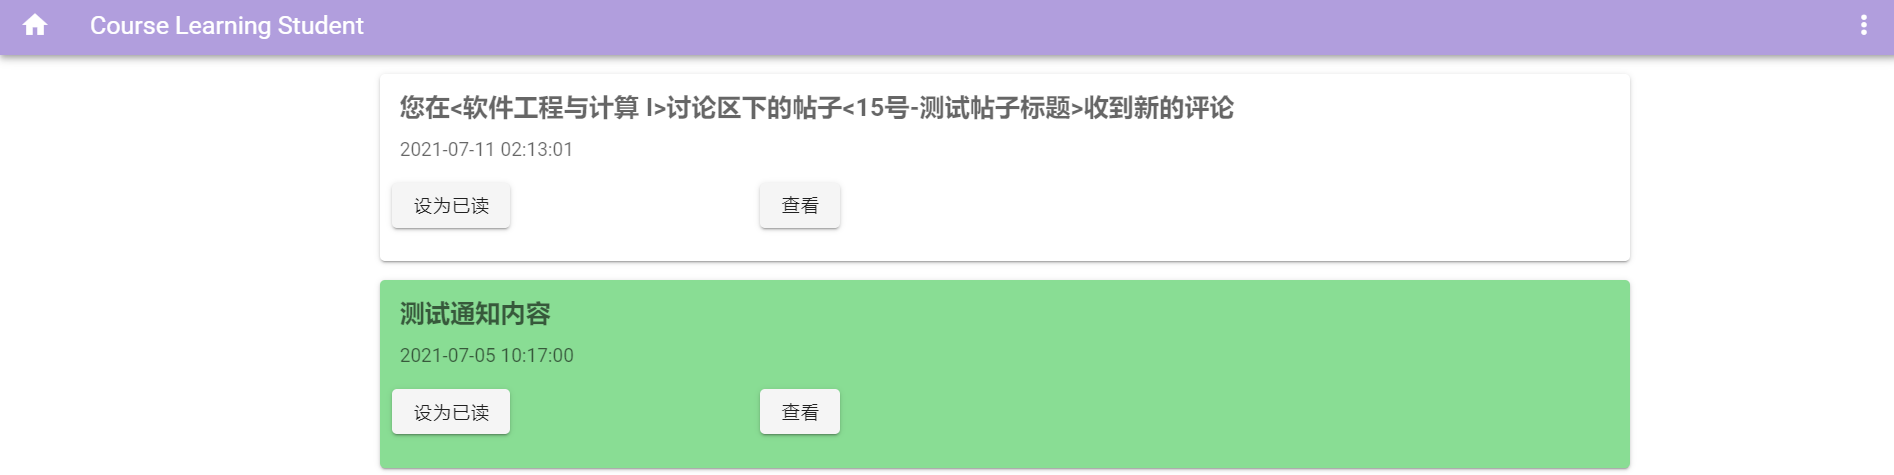 Course Learning Student
您在<软件工程与计算 I>讨论区下的帖子<15号-测试帖子标题>收到新的评论
2021-07-11 02:13:01
设为已读 查看
测试通知内容
2021-07-05 10:17:00
设为已读 查看